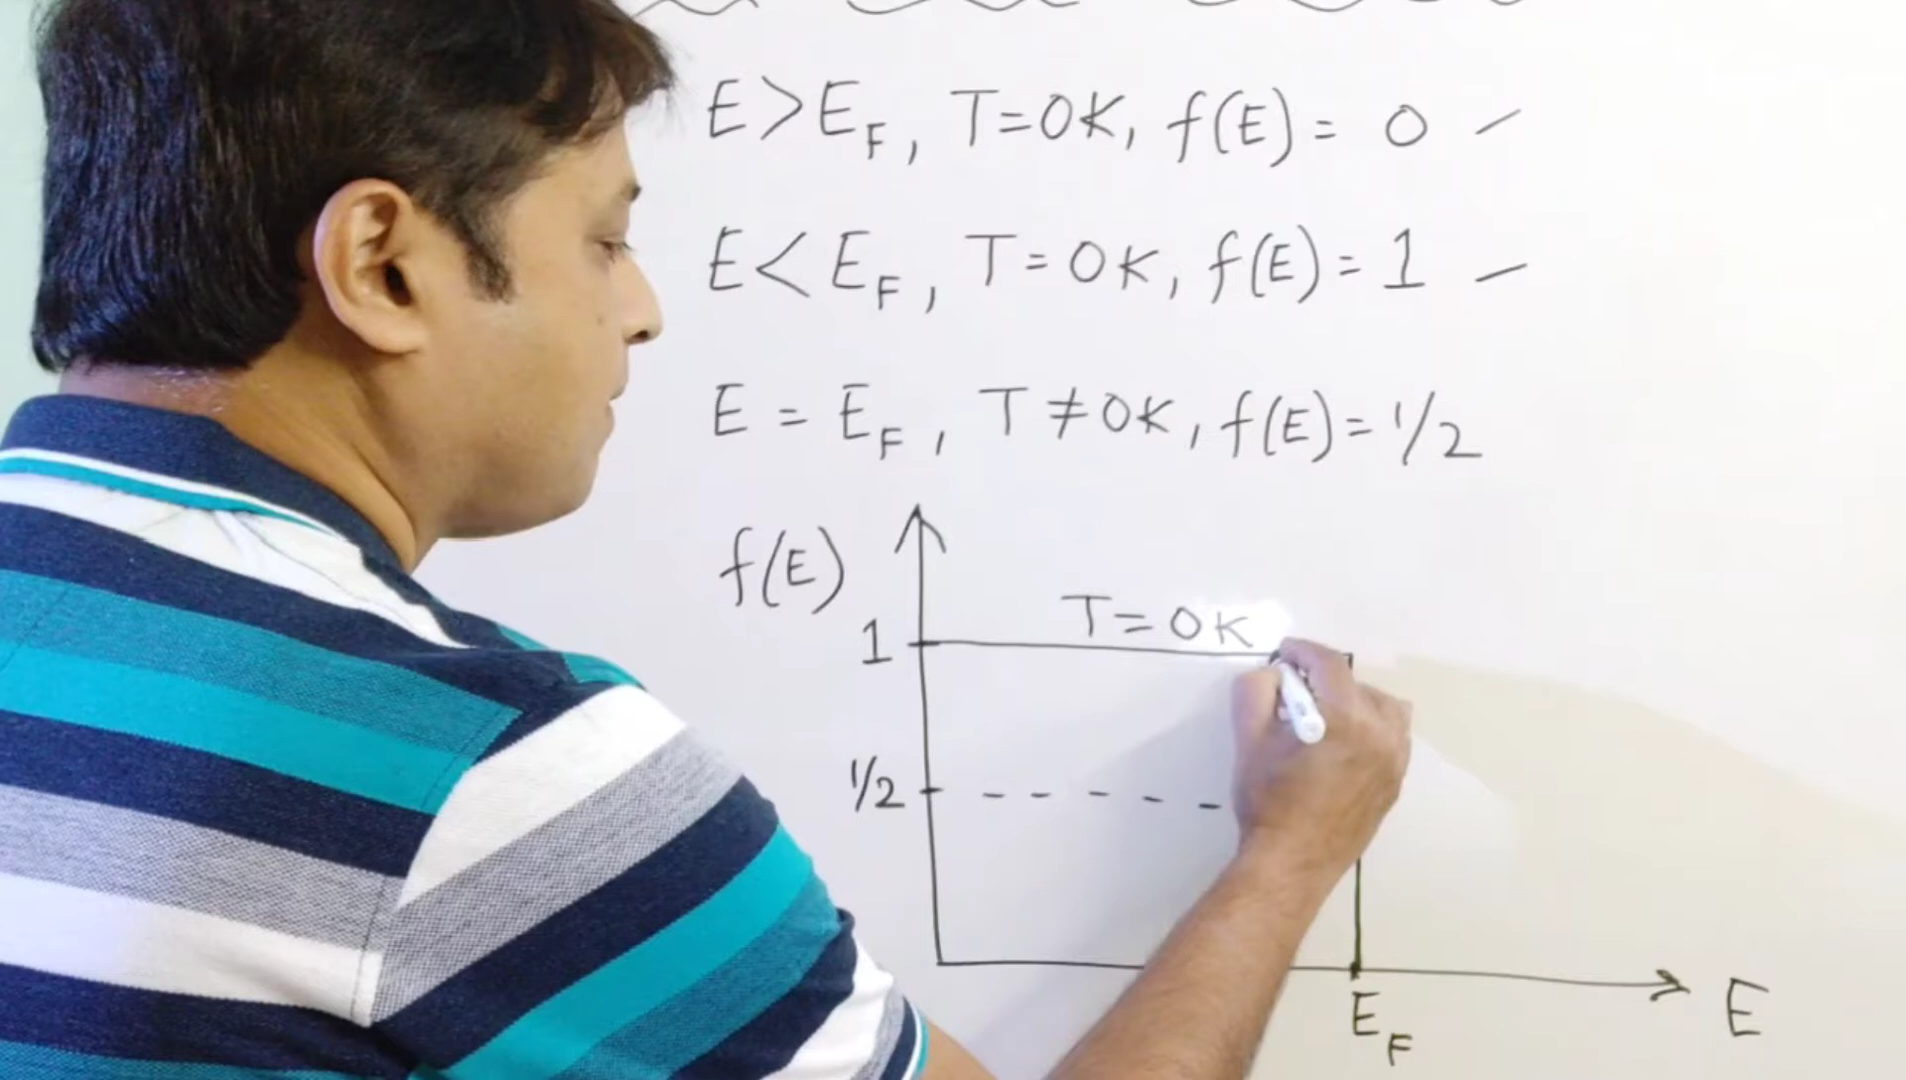 E>E_F, T=0K, f(E)= 0
E<E_F, T=0K, f(E)=1
E=E_F, T≠0K, f(E)=1/2
f(E)
T=0K
1
1/2
E_F
E